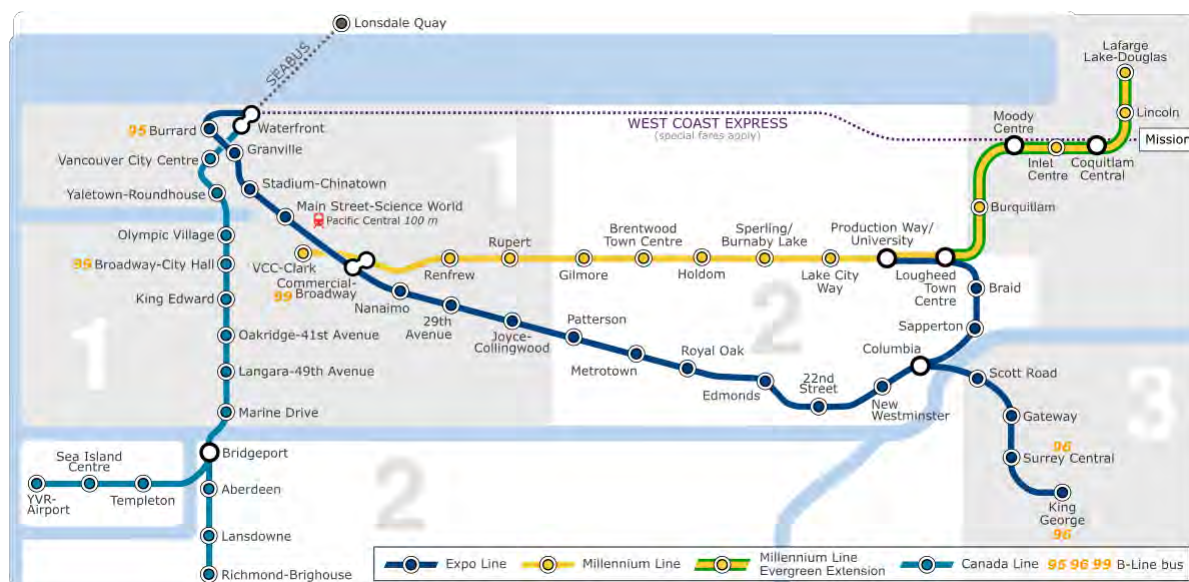 Lonsdale Quay
SEABUS
Lafarge
Lake-Douglas
95 Burrard
Waterfront
WEST COAST EXPRESS
(special fares apply)
Moody
Centre
Lincoln
Mission
Granville
Vancouver City Centre
1
Inlet
Centre
Coquitlam
Central
Stadium-Chinatown
Yaletown-Roundhouse
Main Street-Science World
Pacific Central 100 m
Burquitlam
Olympic Village
Rupert
Brentwood
Town Centre
Sperling/
Burnaby Lake
Production Way/
University
99 Broadway-City Hall
VCC-Clark
Commercial-
99 Broadway
Renfrew
Gilmore
Holdom
Lake City
Way
Lougheed
Town
Centre
King Edward
Nanaimo
2
Braid
29th
Avenue
Joyce-
Collingwood
Patterson
Sapperton
Oakridge-41st Avenue
1
Metrotown
Royal Oak
Columbia
Langara-49th Avenue
Edmonds
22nd
Street
New
Westminster
Scott Road
3
Marine Drive
Gateway
Bridgeport
Sea Island
Centre
96
Surrey Central
YVR-
Airport
Templeton
Aberdeen
2
King
George
96
Lansdowne
Richmond-Brighouse
Expo Line
Millennium Line
Millennium Line
Evergreen Extension
Canada Line
95 96 99 B-Line bus